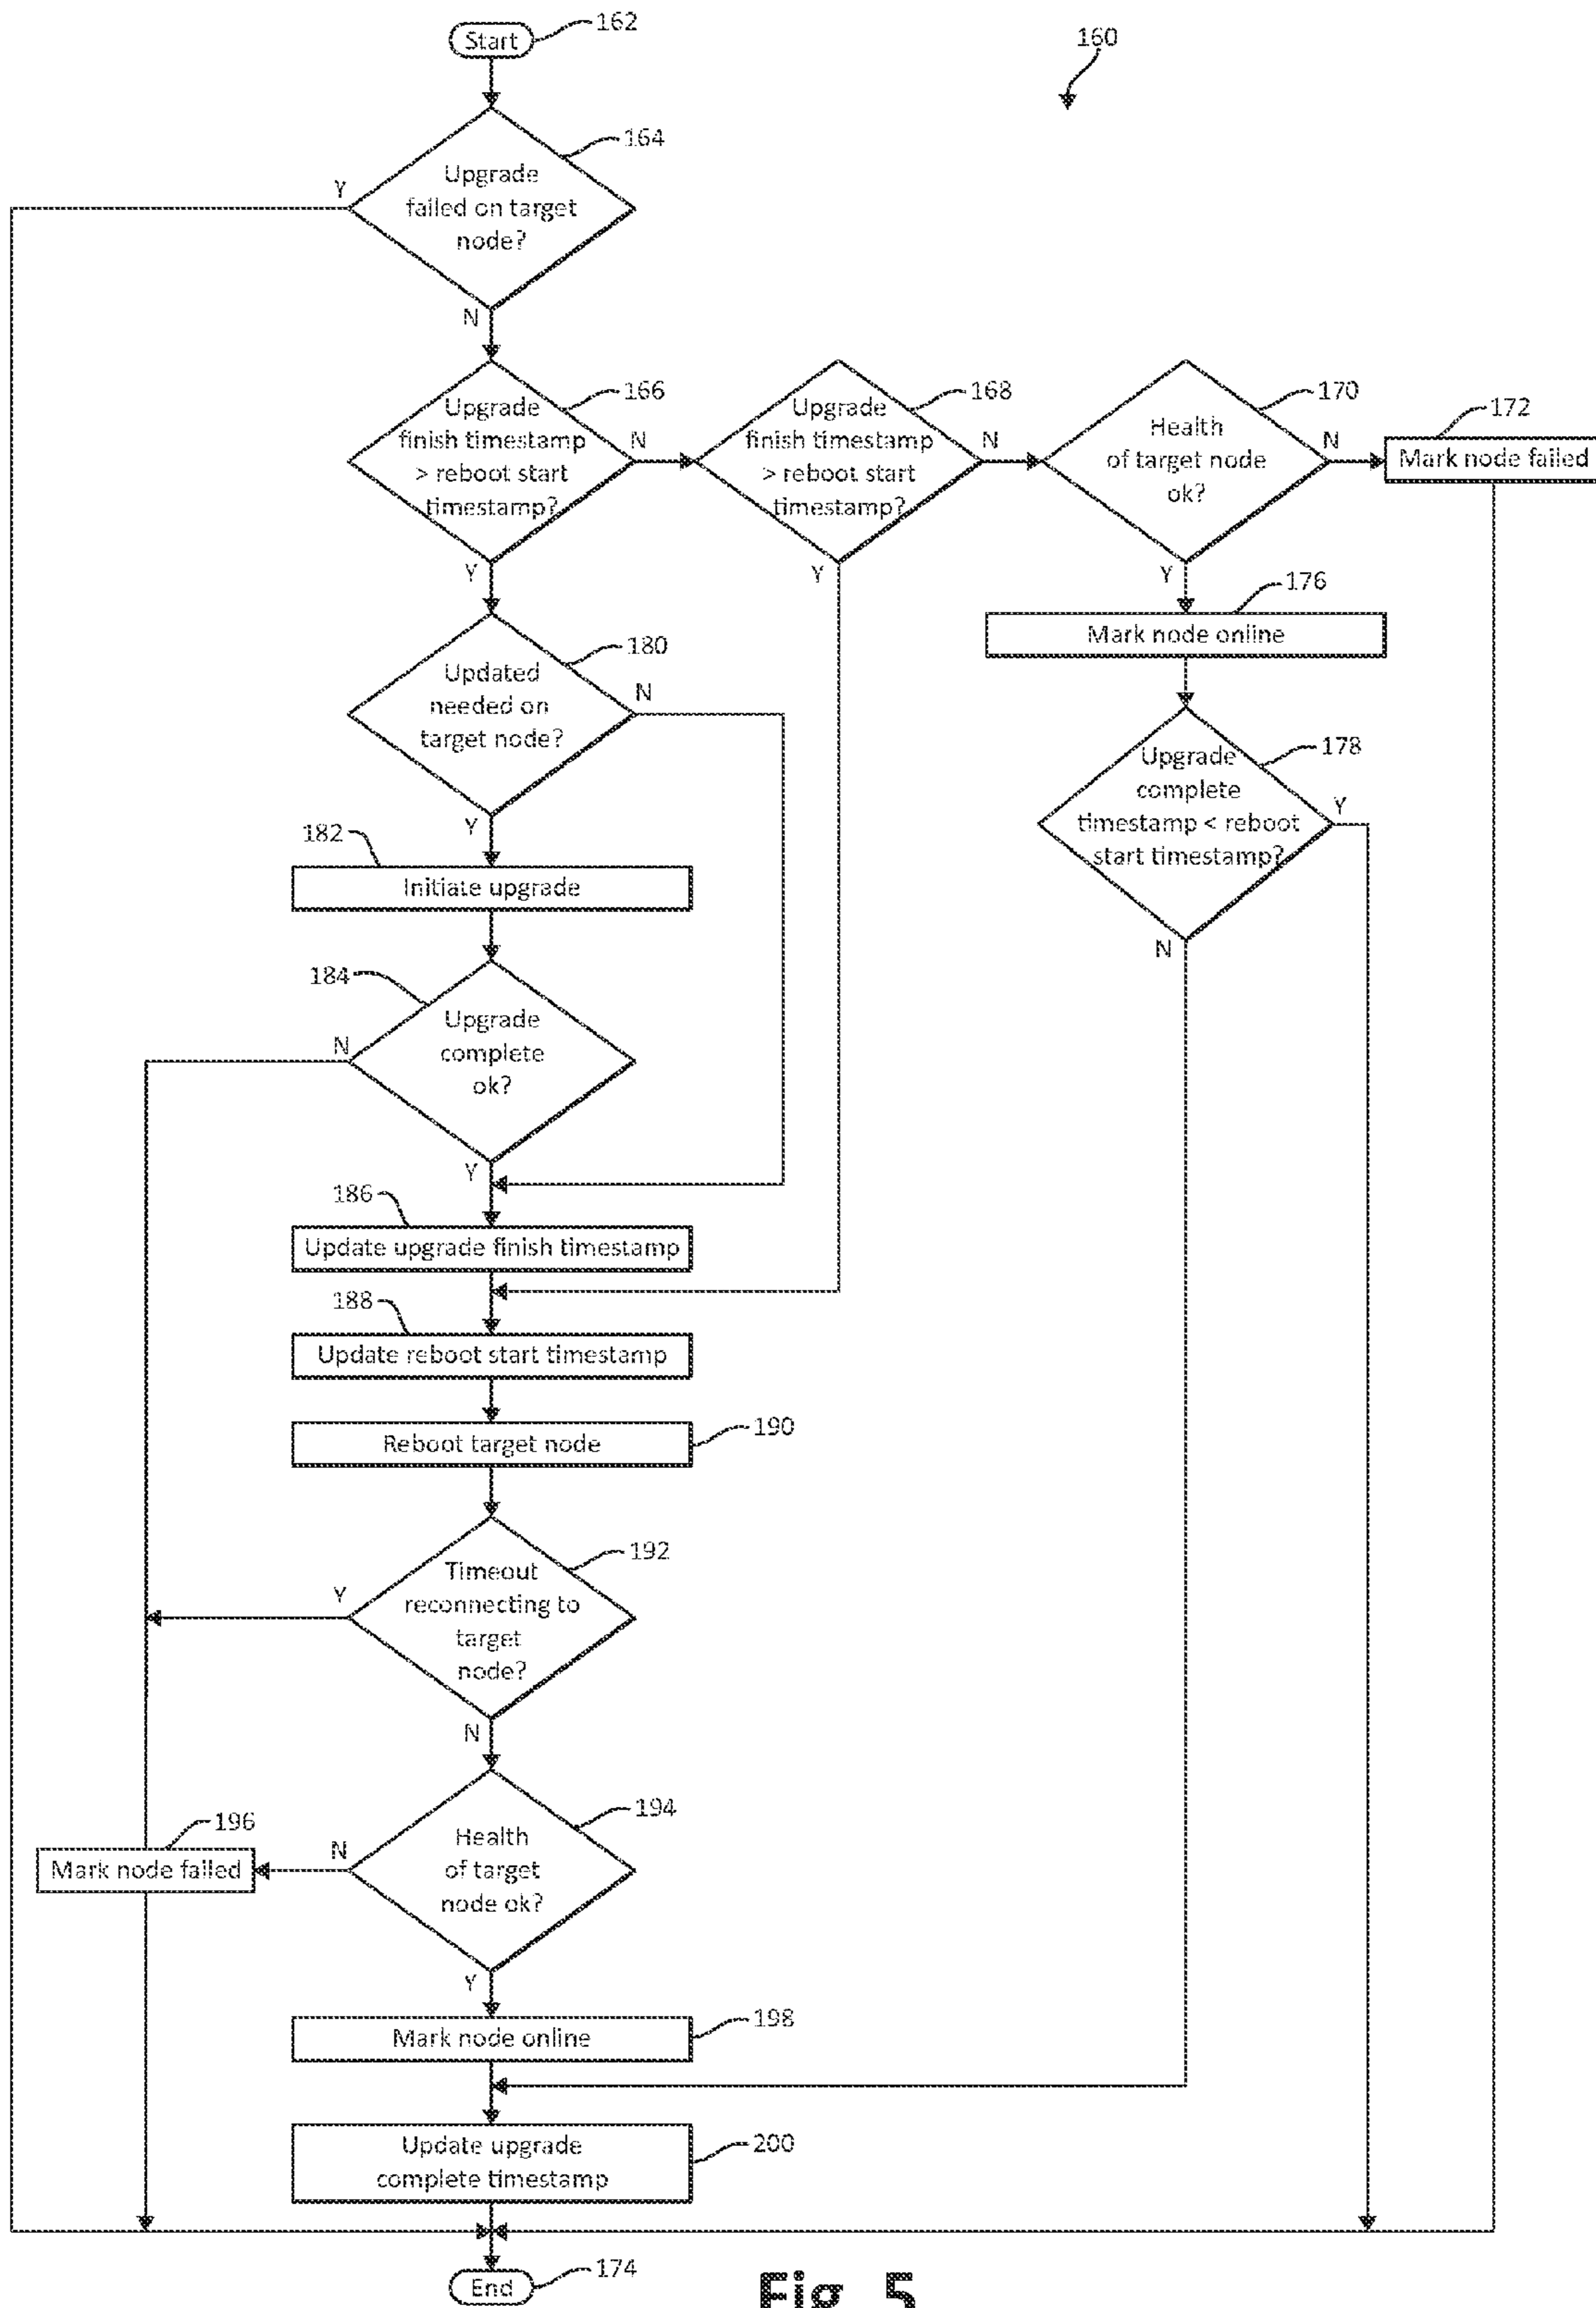 Start
162
160
164
Upgrade
failed on target
node?
Y
N
166
Upgrade
finish timestamp
> reboot start
timestamp?
N
Y
168
Upgrade
finish timestamp
> reboot start
timestamp?
N
Y
170
Health
of target node
ok?
N
Y
172
Mark node failed
176
Mark node online
178
Upgrade
complete
timestamp < reboot
start timestamp?
Y
N
180
Updated
needed on
target node?
N
Y
182
Initiate upgrade
184
Upgrade
complete
ok?
N
Y
186
Update upgrade finish timestamp
188
Update reboot start timestamp
190
Reboot target node
192
Timeout
reconnecting to
target
node?
Y
N
194
Health
of target
node ok?
N
Y
196
Mark node failed
198
Mark node online
200
Update upgrade
complete timestamp
174
End
Fig. 5